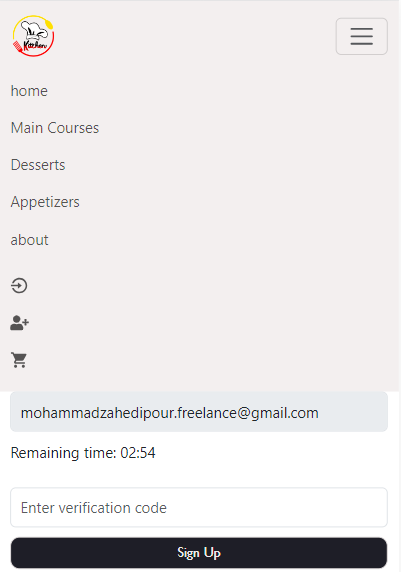 Kitchen
home
Main Courses
Desserts
Appetizers
about
mohammadzahedipour.freelance@gmail.com
Remaining time: 02:54
Enter verification code
Sign Up